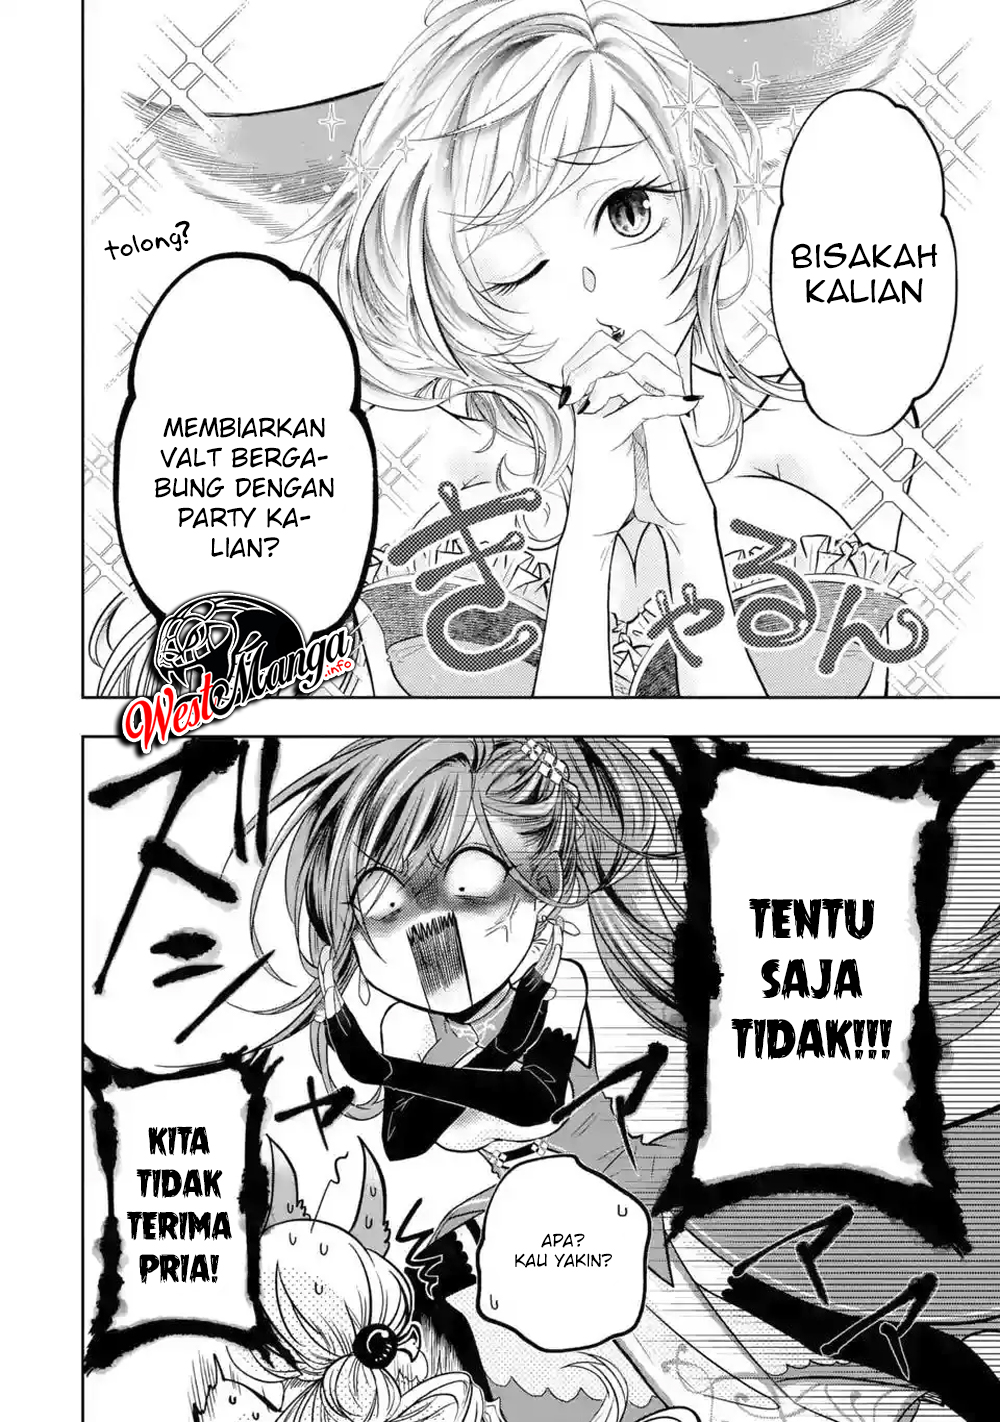 BISAKAH
KALIAN
tolong?
MEMBIARKAN
VALT BERGA-
BUNG DENGAN
PARTY KA-
LIAN?
きゃるん
WestManga
.info
TENTU
SAJA
TIDAK!!!
KITA
TIDAK
TERIMA
PRIA!
APA?
KAU YAKIN?